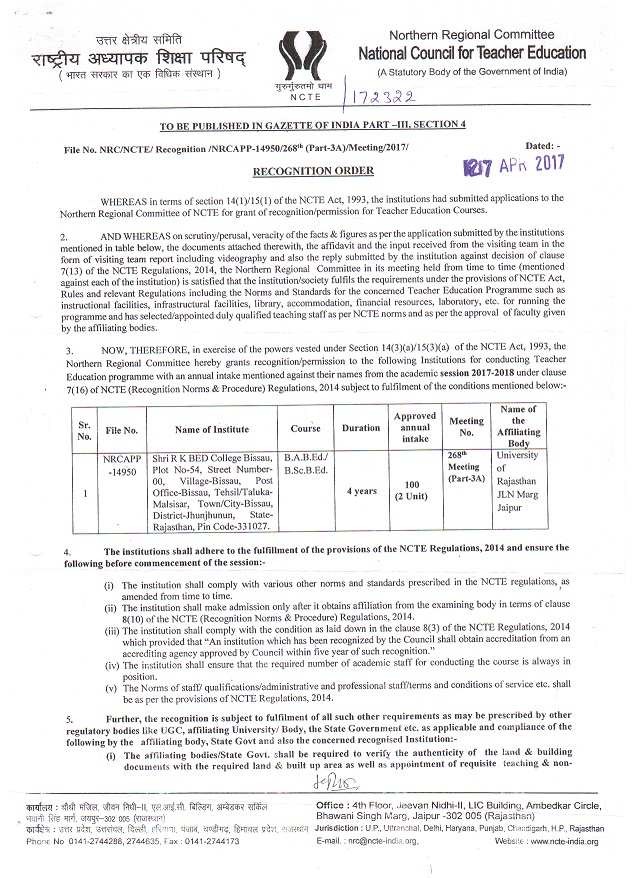 उत्तर क्षेत्रीय समिति
राष्ट्रीय अध्यापक शिक्षा परिषद्
( भारत सरकार का एक विधिक संस्थान )
गुरुर्गुरुतमो धाम
NCTE
Northern Regional Committee
National Council for Teacher Education
(A Statutory Body of the Government of India)
172322
TO BE PUBLISHED IN GAZETTE OF INDIA PART –III, SECTION 4
File No. NRC/NCTE/ Recognition /NRCAPP-14950/268th (Part-3A)/Meeting/2017/
Dated: -
APR 2017
RECOGNITION ORDER
WHEREAS in terms of section 14(1)/15(1) of the NCTE Act, 1993, the institutions had submitted applications to the
Northern Regional Committee of NCTE for grant of recognition/permission for Teacher Education Courses.
2. AND WHEREAS on scrutiny/perusal, veracity of the facts & figures as per the application submitted by the institutions
mentioned in table below, the documents attached therewith, the affidavit and the input received from the visiting team in the
form of visiting team report including videography and also the reply submitted by the institution against decision of clause
7(13) of the NCTE Regulations, 2014, the Northern Regional Committee in its meeting held from time to time (mentioned
against each of the institution) is satisfied that the institution/society fulfils the requirements under the provisions of NCTE Act,
Rules and relevant Regulations including the Norms and Standards for the concerned Teacher Education Programme such as
instructional facilities, infrastructural facilities, library, accommodation, financial resources, laboratory, etc. for running the
programme and has selected/appointed duly qualified teaching staff as per NCTE norms and as per the approval of faculty given
by the affiliating bodies.
3. NOW, THEREFORE, in exercise of the powers vested under Section 14(3)(a)/15(3)(a) of the NCTE Act, 1993, the
Northern Regional Committee hereby grants recognition/permission to the following Institutions for conducting Teacher
Education programme with an annual intake mentioned against their names from the academic session 2017-2018 under clause
7(16) of NCTE (Recognition Norms & Procedure) Regulations, 2014 subject to fulfilment of the conditions mentioned below:-
Sr. No.
File No.
Name of Institute
Course
Duration
Approved annual intake
Meeting No.
Name of the Affiliating Body
1
NRCAPP
-14950
Shri R K BED College Bissau,
Plot No-54, Street Number-
00, Village-Bissau, Post
Office-Bissau, Tehsil/Taluka-
Malsisar, Town/City-Bissau,
District-Jhunjhunun, State-
Rajasthan, Pin Code-331027.
B.A.B.Ed./
B.Sc.B.Ed.
4 years
100
(2 Unit)
268th
Meeting
(Part-3A)
University
of
Rajasthan
JLN Marg
Jaipur
4. The institutions shall adhere to the fulfillment of the provisions of the NCTE Regulations, 2014 and ensure the
following before commencement of the session:-
(i) The institution shall comply with various other norms and standards prescribed in the NCTE regulations, as
amended from time to time.
(ii) The institution shall make admission only after it obtains affiliation from the examining body in terms of clause
8(10) of the NCTE (Recognition Norms & Procedure) Regulations, 2014.
(iii) The institution shall comply with the condition as laid down in the clause 8(3) of the NCTE Regulations, 2014
which provided that “An institution which has been recognized by the Council shall obtain accreditation from an
accrediting agency approved by Council within five year of such recognition.”
(iv) The institution shall ensure that the required number of academic staff for conducting the course is always in
position.
(v) The Norms of staff/ qualifications/administrative and professional staff/terms and conditions of service etc. shall
be as per the provisions of NCTE Regulations, 2014.
5. Further, the recognition is subject to fulfilment of all such other requirements as may be prescribed by other
regulatory bodies like UGC, affiliating University/ Body, the State Government etc. as applicable and compliance of the
following by the affiliating body, State Govt and also the concerned recognised Institution:-
(i) The affiliating bodies/State Govt. shall be required to verify the authenticity of the land & building
documents with the required land & built up area as well as appointment of requisite teaching & non-
कार्यालय : चौथी मंजिल, जीवन निधि-II, एल.आई.सी. बिल्डिंग, अम्बेडकर सर्किल
भवानी सिंह मार्ग, जयपुर-302 005 (राजस्थान)
कार्यक्षेत्र : उत्तर प्रदेश, उत्तरांचल, दिल्ली, हरियाणा, पंजाब, चण्डीगढ़, हिमाचल प्रदेश, राजस्थान
Phone No 0141-2744288, 2744635, Fax : 0141-2744173
Office : 4th Floor, Jeevan Nidhi-II, LIC Building, Ambedkar Circle,
Bhawani Singh Marg, Jaipur -302 005 (Rajasthan)
Jurisdiction : U.P., Uttranchal, Delhi, Haryana, Punjab, Chandigarh, H.P., Rajasthan
E-mail. : nrc@ncte-india.org, Website : www.ncte-india.org